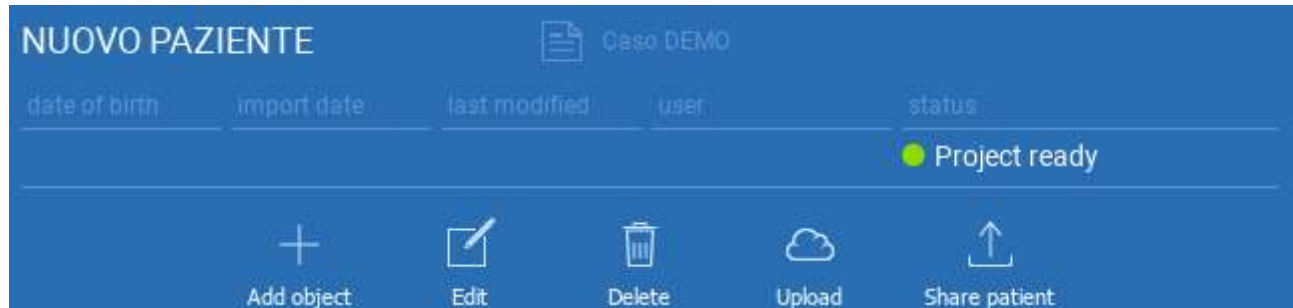 NUOVO PAZIENTE Caso DEMO
date of birth import date last modified user status
Project ready
Add object Edit Delete Upload Share patient